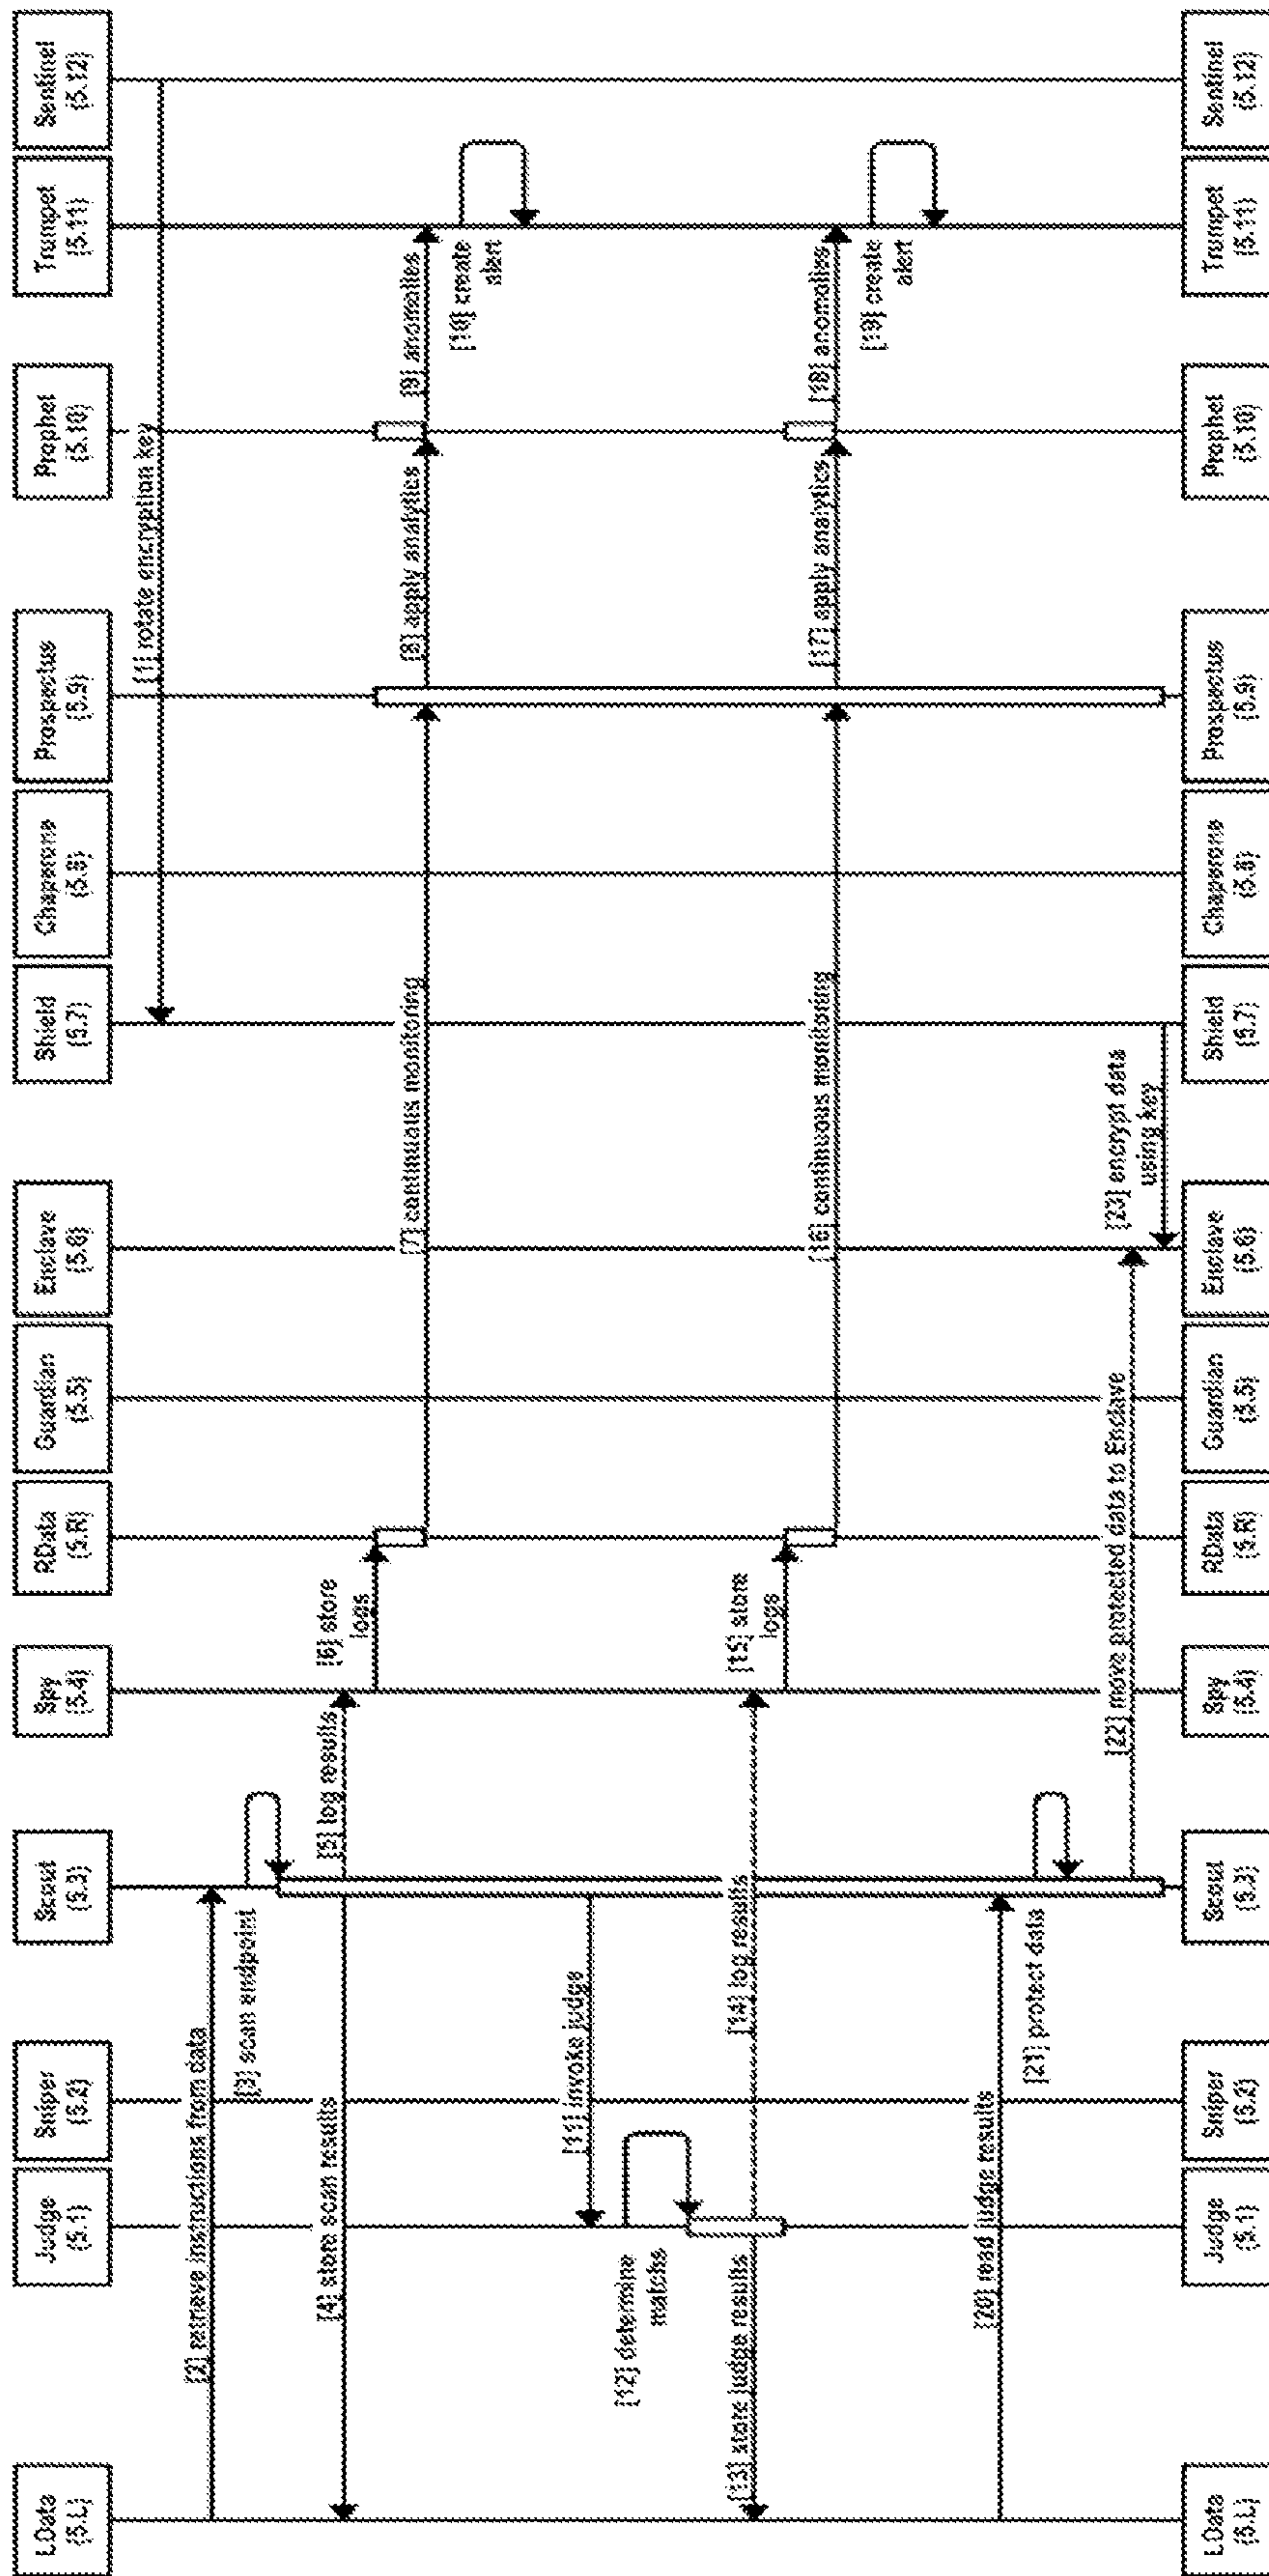 LData
(5.L)
Judge
(5.1)
Sniper
(5.2)
Scout
(5.3)
Spy
(5.4)
RData
(5.R)
Guardian
(5.5)
Enclave
(5.6)
Shield
(5.7)
Chaperone
(5.8)
Prospectus
(5.9)
Prophet
(5.10)
Trumpet
(5.11)
Sentinel
(5.12)
[1] rotate encryption key
[2] retrieve instructions from data
[3] scan endpoint
[4] store scan results
[5] log results
[6] store
logs
[7] continuous monitoring
[8] apply analytics
[9] anomalies
[10] create
alert
[11] invoke judge
[12] determine
matchs
[13] store judge results
[14] log results
[15] store
logs
[16] continuous monitoring
[17] apply analytics
[18] anomalies
[19] create
alert
[20] read judge results
[21] protect data
[22] move protected data to Enclave
[23] encrypt data
using key
LData
(5.L)
Judge
(5.1)
Sniper
(5.2)
Scout
(5.3)
Spy
(5.4)
RData
(5.R)
Guardian
(5.5)
Enclave
(5.6)
Shield
(5.7)
Chaperone
(5.8)
Prospectus
(5.9)
Prophet
(5.10)
Trumpet
(5.11)
Sentinel
(5.12)